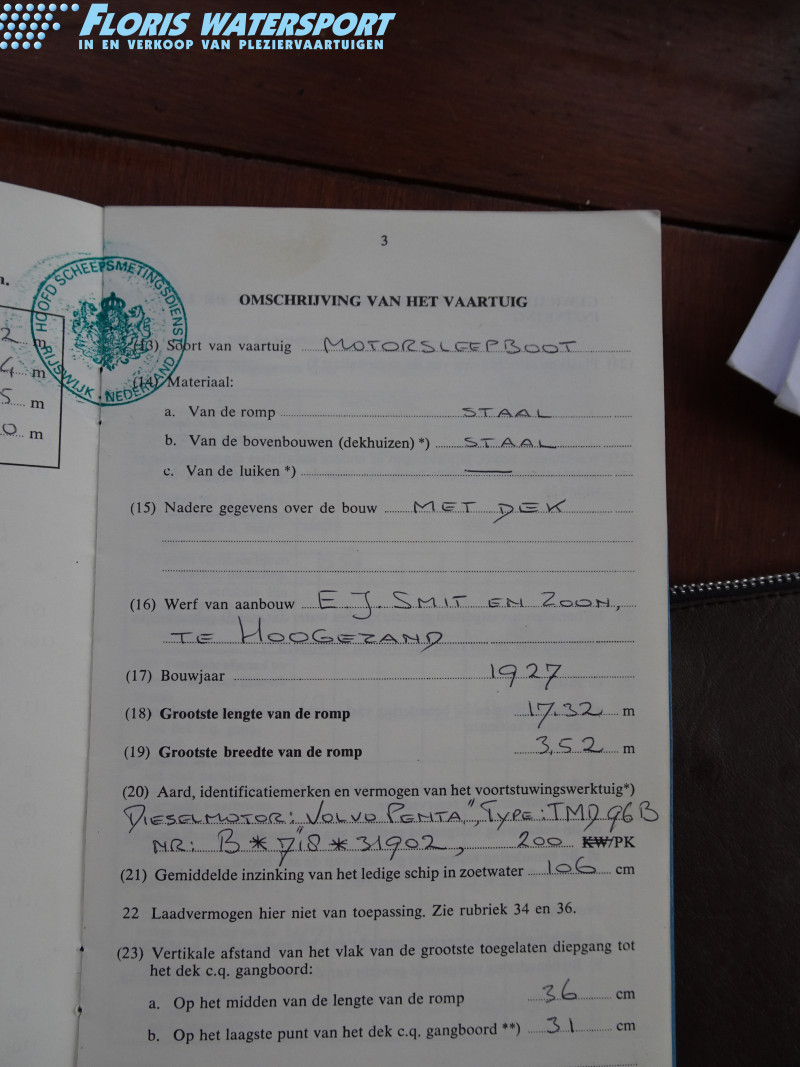 FLORIS WATERSPORT
IN EN VERKOOP VAN PLEZIERVAARTUIGEN
3
HOOFD SCHEEPSMETINGSDIENST
RIJSWIJK NEDERLAND
OMSCHRIJVING VAN HET VAARTUIG
(13) Soort van vaartuig MOTORSLEEPBOOT
(14) Materiaal:
a. Van de romp STAAL
b. Van de bovenbouwen (dekhuizen) *) STAAL
c. Van de luiken *) —
(15) Nadere gegevens over de bouw MET DEK
(16) Werf van aanbouw E.J. SMIT EN ZOON,
TE HOOGEZAND
(17) Bouwjaar 1927
(18) Grootste lengte van de romp 17.32 m
(19) Grootste breedte van de romp 3,52 m
(20) Aard, identificatiemerken en vermogen van het voortstuwingswerktuig*)
DIESELMOTOR: VOLVO PENTA", TYPE: TMD 96 B
NR: B * 718 * 31902, 200 KW/PK
(21) Gemiddelde inzinking van het ledige schip in zoetwater 106 cm
22 Laadvermogen hier niet van toepassing. Zie rubriek 34 en 36.
(23) Vertikale afstand van het vlak van de grootste toegelaten diepgang tot
het dek c.q. gangboord:
a. Op het midden van de lengte van de romp 36 cm
b. Op het laagste punt van het dek c.q. gangboord **) 31 cm
n.
2 m
4 m
5 m
0 m